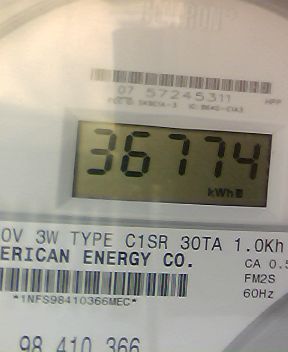 07 57245311 HPP
36774
kWh
0V 3W TYPE C1SR 30TA 1.0Kh
ERICAN ENERGY CO.
CA 0.5
FM2S
*1NFS98410366MEC*
60Hz
98 410 366